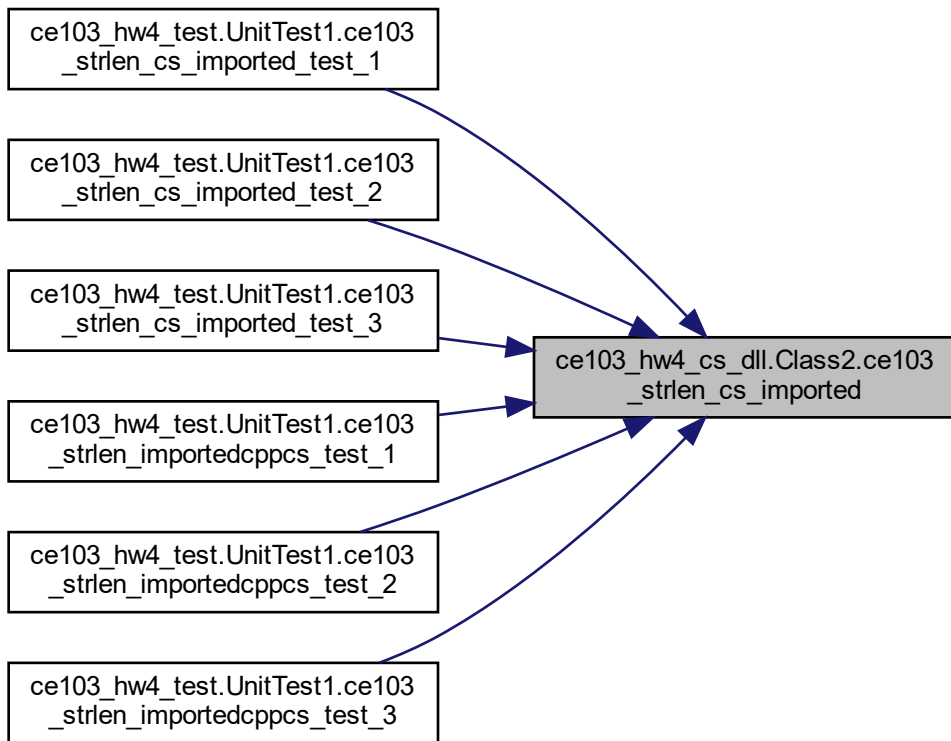 ce103_hw4_test.UnitTest1.ce103
_strlen_cs_imported_test_1
ce103_hw4_test.UnitTest1.ce103
_strlen_cs_imported_test_2
ce103_hw4_test.UnitTest1.ce103
_strlen_cs_imported_test_3
ce103_hw4_cs_dll.Class2.ce103
_strlen_cs_imported
ce103_hw4_test.UnitTest1.ce103
_strlen_importedcppcs_test_1
ce103_hw4_test.UnitTest1.ce103
_strlen_importedcppcs_test_2
ce103_hw4_test.UnitTest1.ce103
_strlen_importedcppcs_test_3